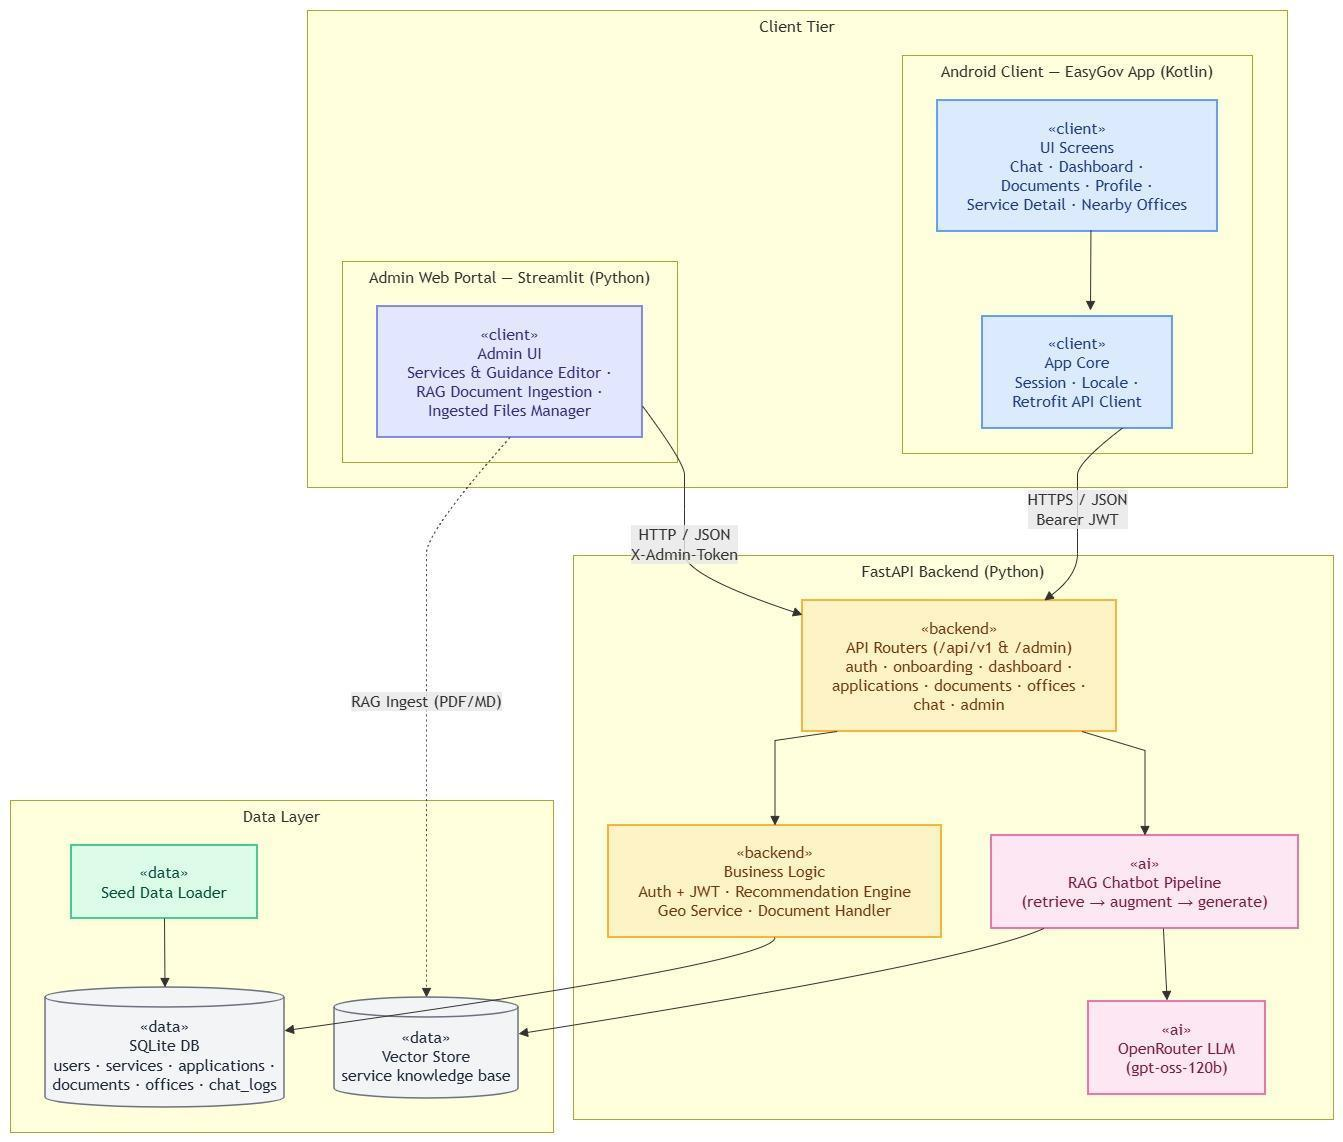 Client Tier
Android Client — EasyGov App (Kotlin)
«client»
UI Screens
Chat · Dashboard ·
Documents · Profile ·
Service Detail · Nearby Offices
Admin Web Portal — Streamlit (Python)
«client»
Admin UI
Services & Guidance Editor ·
RAG Document Ingestion ·
Ingested Files Manager
«client»
App Core
Session · Locale ·
Retrofit API Client
HTTPS / JSON
Bearer JWT
HTTP / JSON
X-Admin-Token
FastAPI Backend (Python)
«backend»
API Routers (/api/v1 & /admin)
auth · onboarding · dashboard ·
applications · documents · offices ·
chat · admin
RAG Ingest (PDF/MD)
Data Layer
«data»
Seed Data Loader
«backend»
Business Logic
Auth + JWT · Recommendation Engine
Geo Service · Document Handler
«ai»
RAG Chatbot Pipeline
(retrieve → augment → generate)
«data»
SQLite DB
users · services · applications ·
documents · offices · chat_logs
«data»
Vector Store
service knowledge base
«ai»
OpenRouter LLM
(gpt-oss-120b)